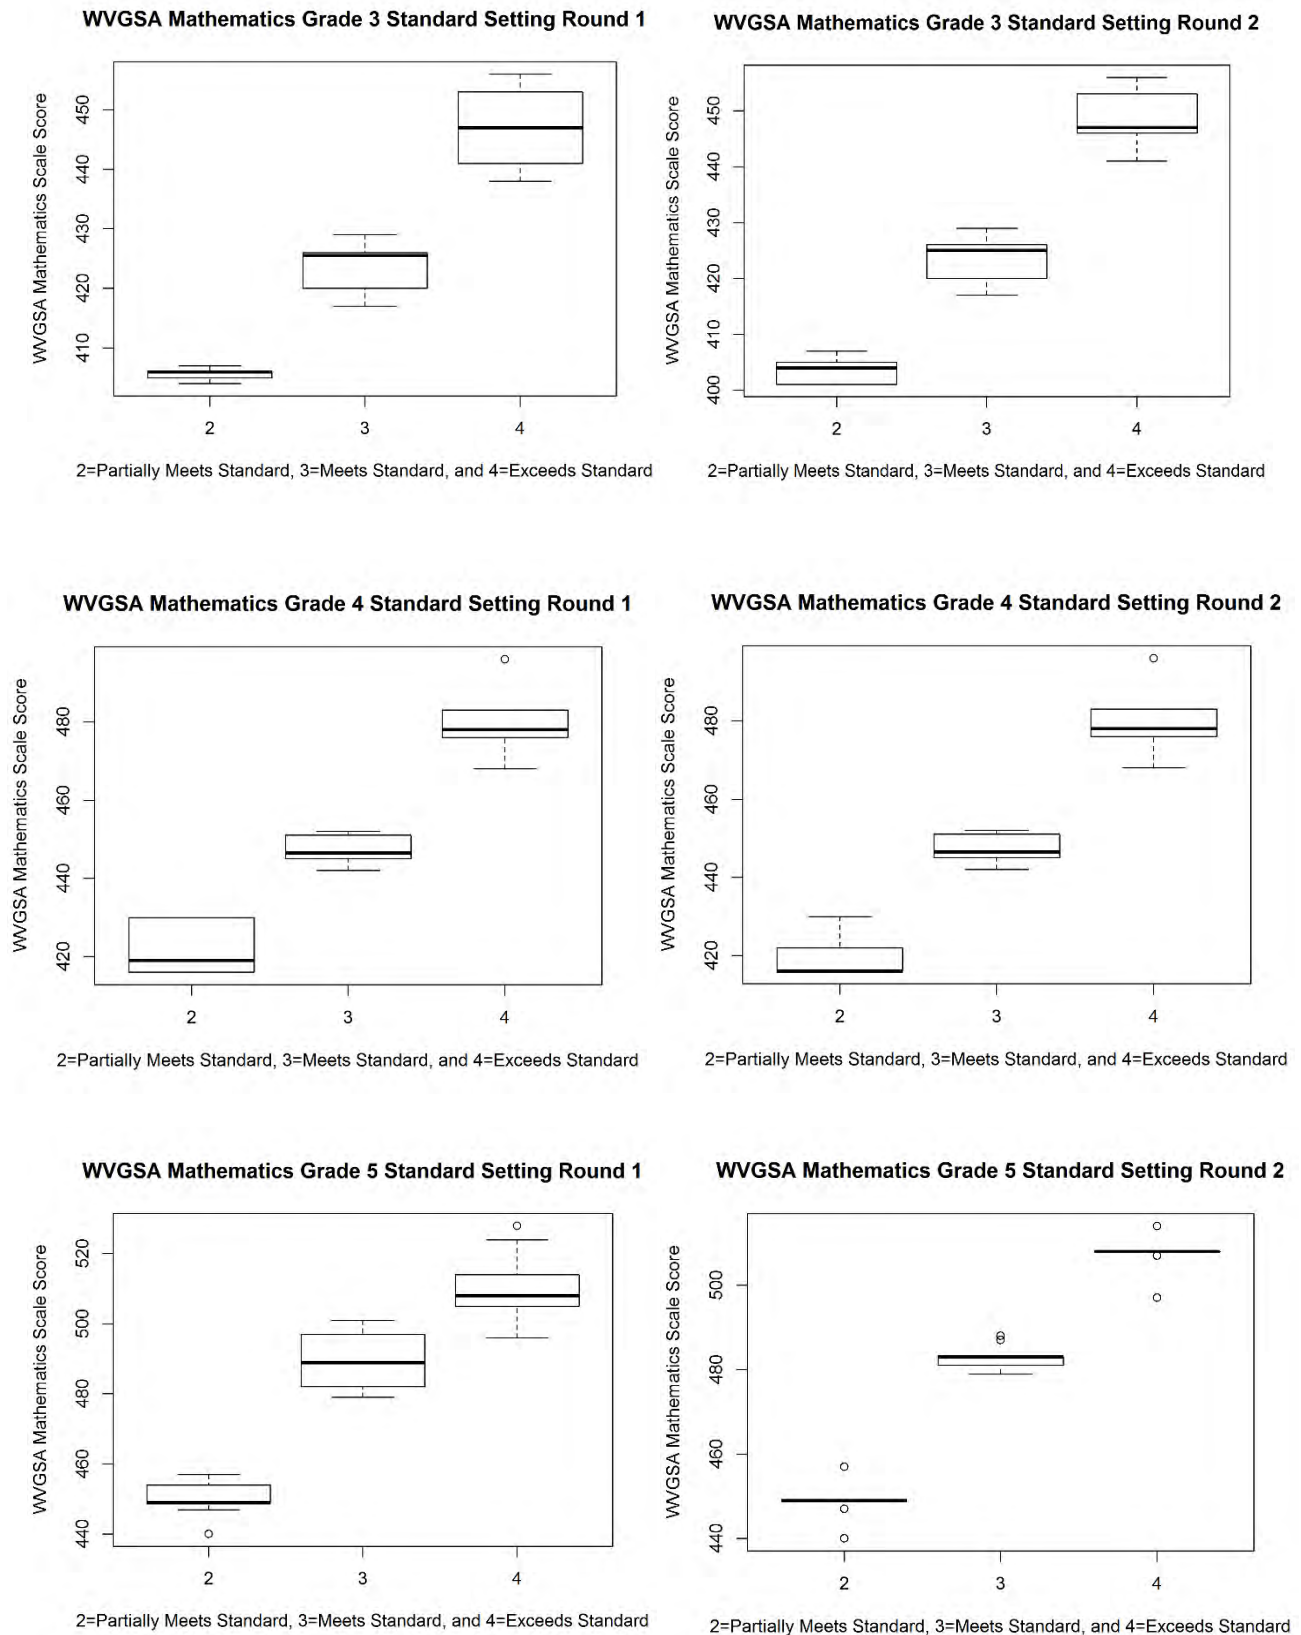 WVGSA Mathematics Grade 3 Standard Setting Round 1
WVGSA Mathematics Scale Score
450
440
430
420
410
2 3 4
2=Partially Meets Standard, 3=Meets Standard, and 4=Exceeds Standard
WVGSA Mathematics Grade 3 Standard Setting Round 2
WVGSA Mathematics Scale Score
450
440
430
420
410
400
2 3 4
2=Partially Meets Standard, 3=Meets Standard, and 4=Exceeds Standard
WVGSA Mathematics Grade 4 Standard Setting Round 1
WVGSA Mathematics Scale Score
480
460
440
420
2 3 4
2=Partially Meets Standard, 3=Meets Standard, and 4=Exceeds Standard
WVGSA Mathematics Grade 4 Standard Setting Round 2
WVGSA Mathematics Scale Score
480
460
440
420
2 3 4
2=Partially Meets Standard, 3=Meets Standard, and 4=Exceeds Standard
WVGSA Mathematics Grade 5 Standard Setting Round 1
WVGSA Mathematics Scale Score
520
500
480
460
440
2 3 4
2=Partially Meets Standard, 3=Meets Standard, and 4=Exceeds Standard
WVGSA Mathematics Grade 5 Standard Setting Round 2
WVGSA Mathematics Scale Score
500
480
460
440
2 3 4
2=Partially Meets Standard, 3=Meets Standard, and 4=Exceeds Standard